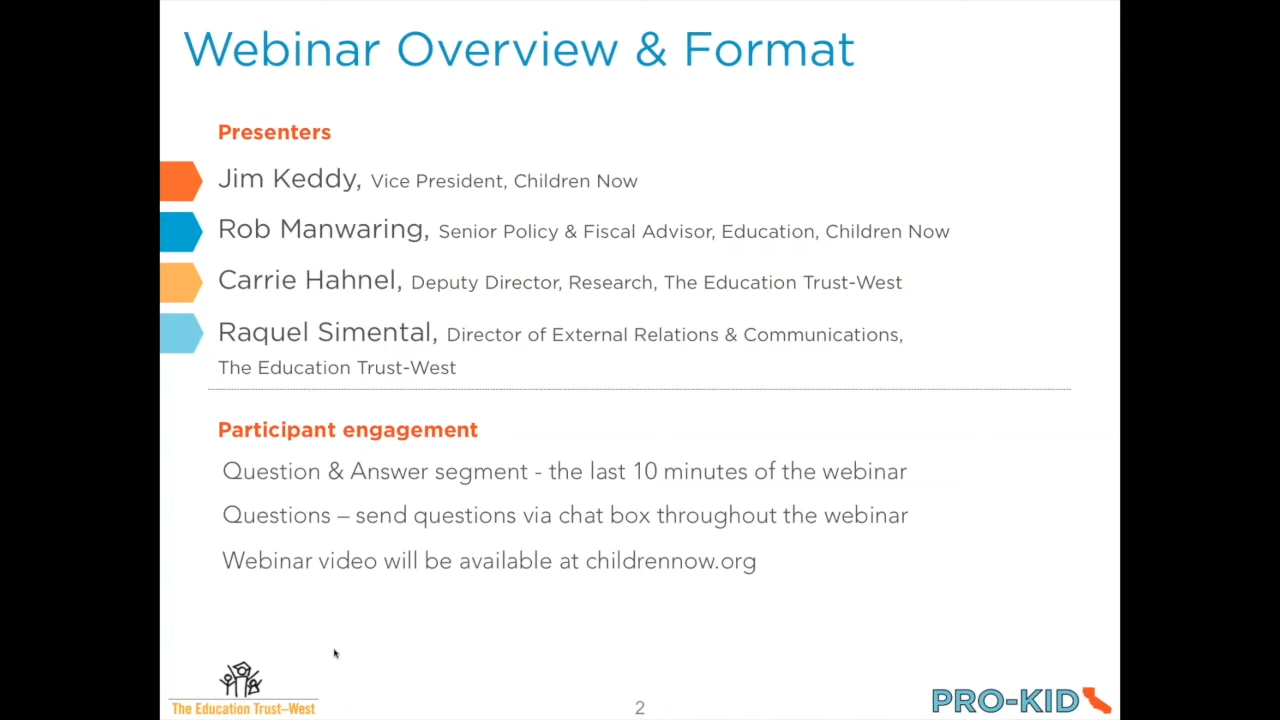 Webinar Overview & Format
Presenters
Jim Keddy, Vice President, Children Now
Rob Manwaring, Senior Policy & Fiscal Advisor, Education, Children Now
Carrie Hahnel, Deputy Director, Research, The Education Trust-West
Raquel Simental, Director of External Relations & Communications,
The Education Trust-West
Participant engagement
Question & Answer segment - the last 10 minutes of the webinar
Questions – send questions via chat box throughout the webinar
Webinar video will be available at childrennow.org
The Education Trust–West
2
PRO-KID